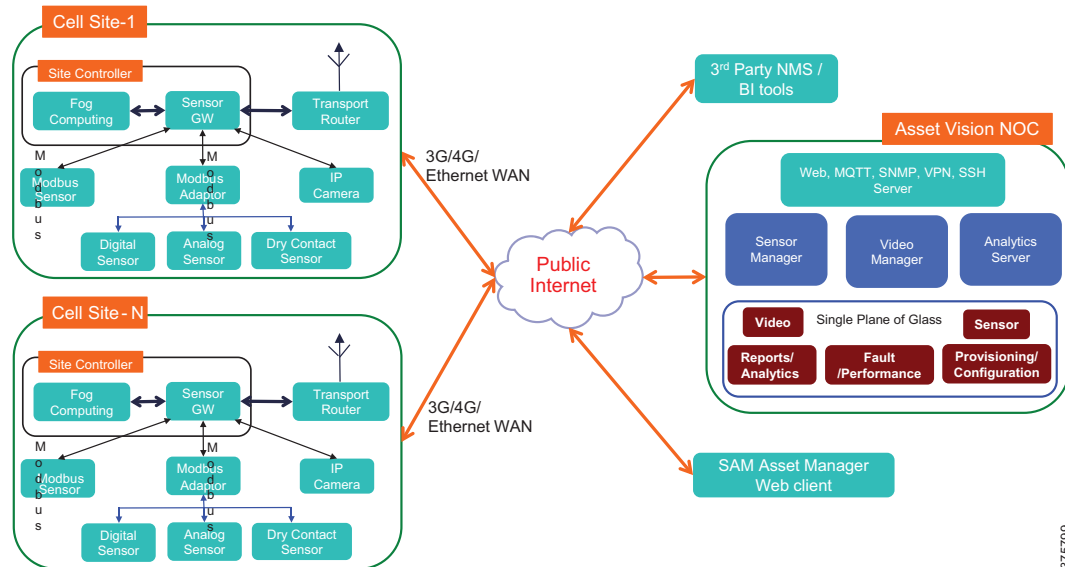 Cell Site-1
Site Controller
Fog
Computing
Sensor
GW
Transport
Router
Modbus
Modbus
Modbus
Sensor
Modbus
Adaptor
IP
Camera
Digital
Sensor
Analog
Sensor
Dry Contact
Sensor
3G/4G/
Ethernet WAN
Cell Site- N
Site Controller
Fog
Computing
Sensor
GW
Transport
Router
Modbus
Modbus
Modbus
Sensor
Modbus
Adaptor
IP
Camera
Digital
Sensor
Analog
Sensor
Dry Contact
Sensor
3G/4G/
Ethernet WAN
Public
Internet
3rd Party NMS /
BI tools
Asset Vision NOC
Web, MQTT, SNMP, VPN, SSH
Server
Sensor
Manager
Video
Manager
Analytics
Server
Video
Single Plane of Glass
Sensor
Reports/
Analytics
Fault
/Performance
Provisioning/
Configuration
SAM Asset Manager
Web client